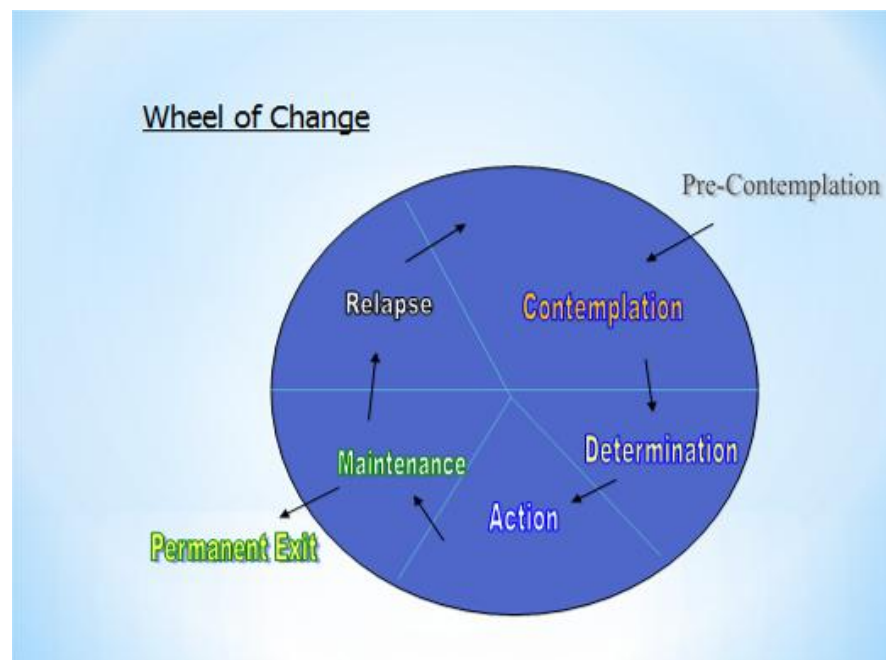 Wheel of Change
Pre-Contemplation
Relapse
Contemplation
Maintenance
Determination
Action
Permanent Exit